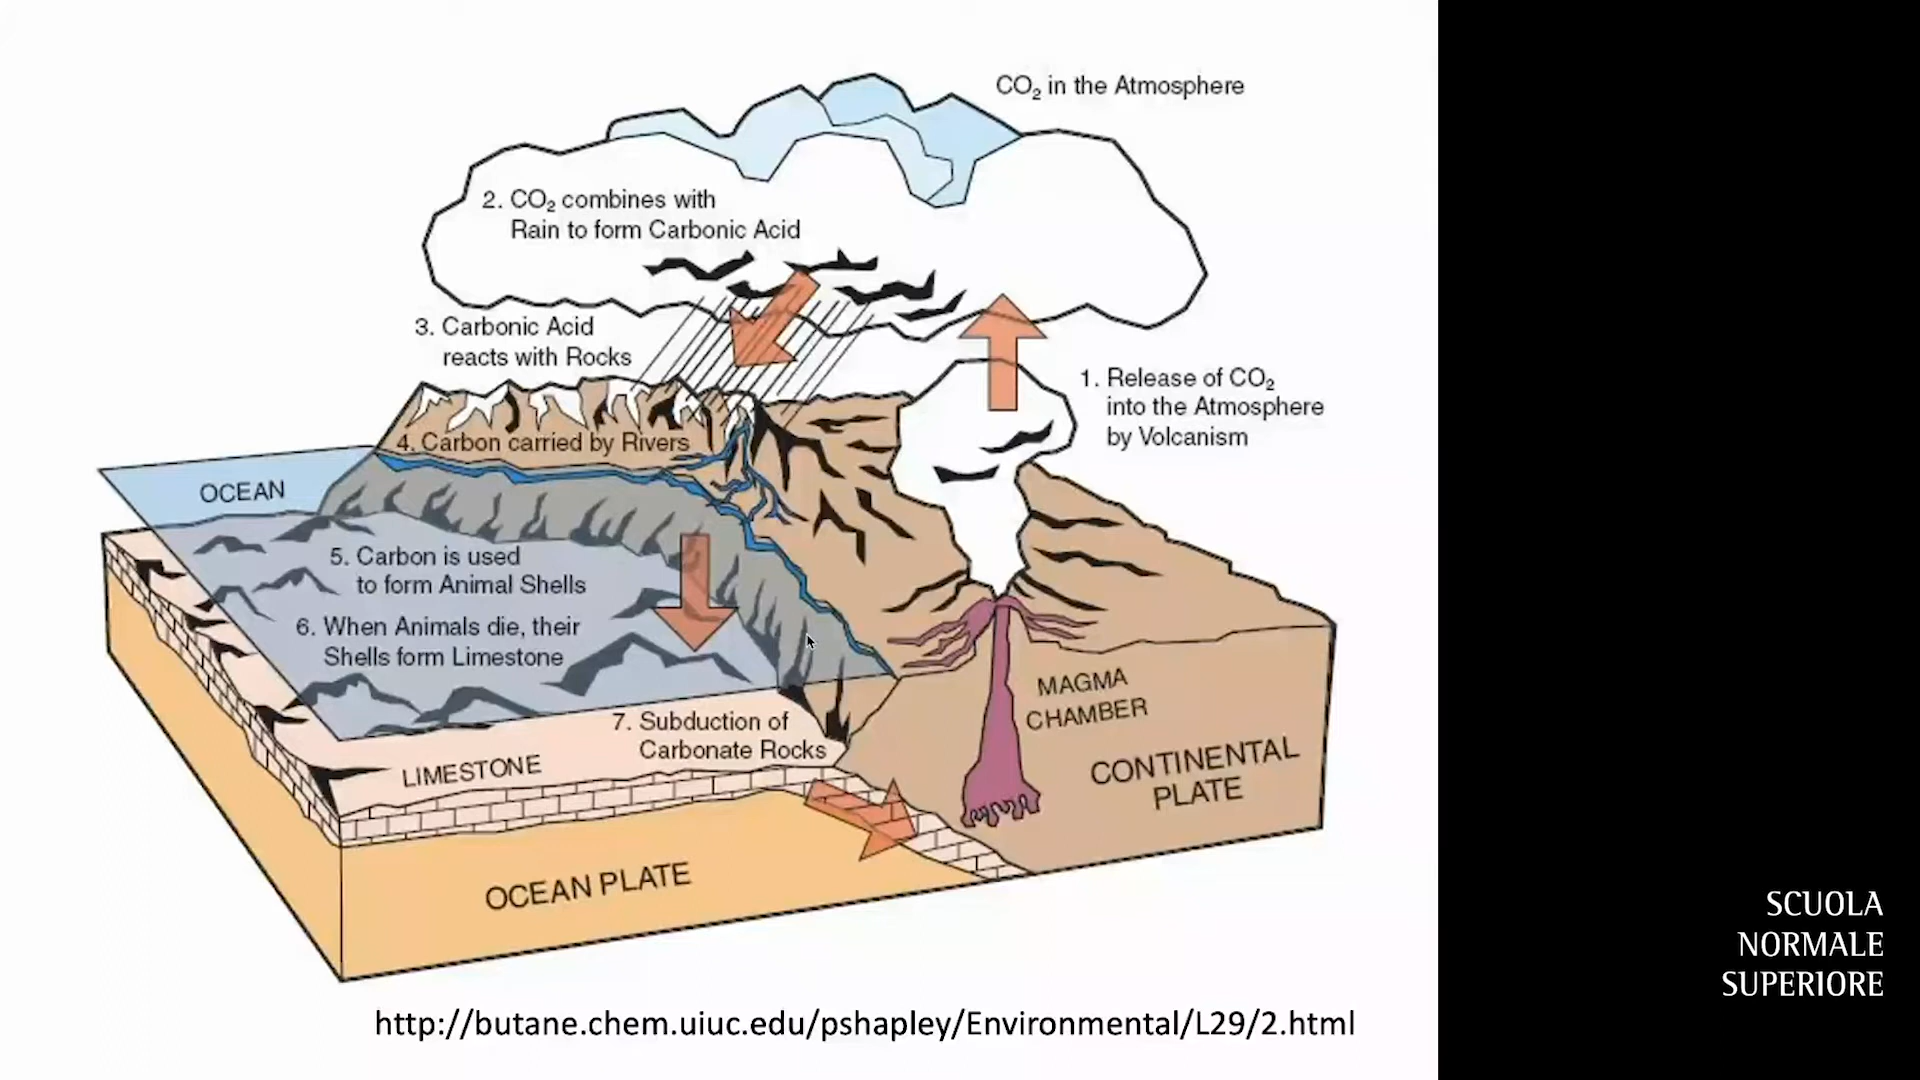 CO₂ in the Atmosphere
2. CO₂ combines with
Rain to form Carbonic Acid
3. Carbonic Acid
reacts with Rocks
1. Release of CO₂
into the Atmosphere
by Volcanism
4. Carbon carried by Rivers
OCEAN
5. Carbon is used
to form Animal Shells
6. When Animals die, their
Shells form Limestone
MAGMA
CHAMBER
7. Subduction of
Carbonate Rocks
LIMESTONE
CONTINENTAL
PLATE
OCEAN PLATE
http://butane.chem.uiuc.edu/pshapley/Environmental/L29/2.html
SCUOLA
NORMALE
SUPERIORE